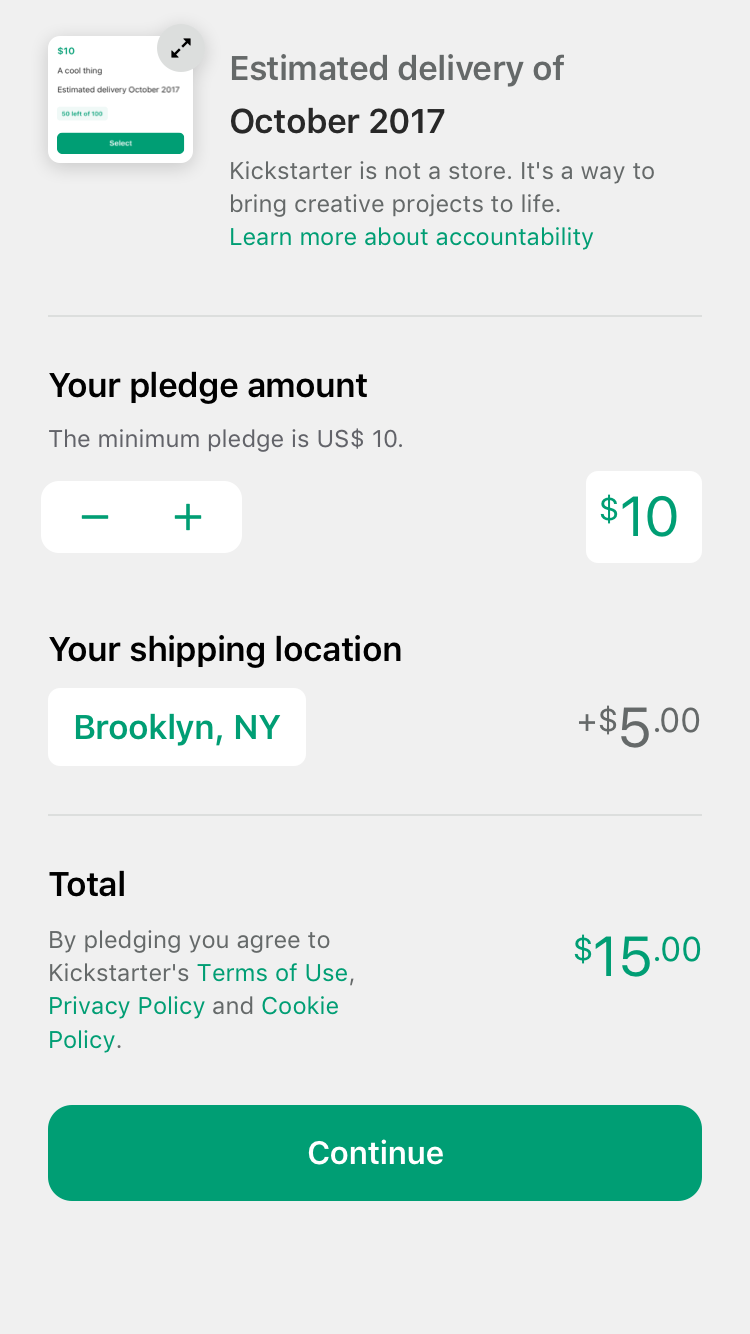 $10
A cool thing
Estimated delivery October 2017
50 left of 100
Select
Estimated delivery of
October 2017
Kickstarter is not a store. It's a way to
bring creative projects to life.
Learn more about accountability
Your pledge amount
The minimum pledge is US$ 10.
− +
$10
Your shipping location
Brooklyn, NY
+$5.00
Total
By pledging you agree to
Kickstarter's Terms of Use,
Privacy Policy and Cookie
Policy.
$15.00
Continue